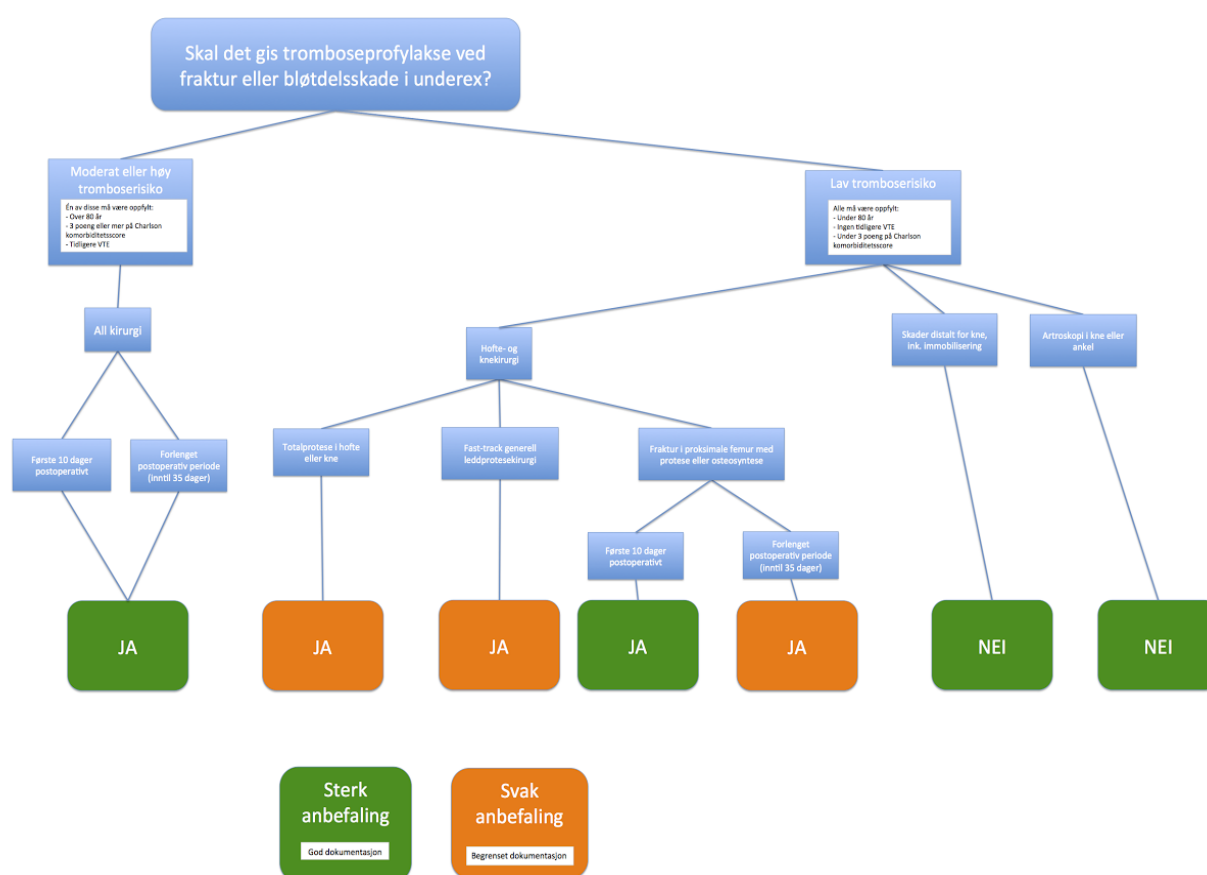 Skal det gis tromboseprofylakse ved
fraktur eller bløtdelsskade i underex?
Moderat eller høy
tromboserisiko
Én av disse må være oppfylt:
- Over 80 år
- 3 poeng eller mer på Charlson
komorbiditetsscore
- Tidligere VTE
Lav tromboserisiko
Alle må være oppfylt:
- Under 80 år
- Ingen tidligere VTE
- Under 3 poeng på Charlson
komorbiditetsscore
All kirurgi
Hofte- og
knekirurgi
Skader distalt for kne,
ink. immobilisering
Artroskopi i kne eller
ankel
Første 10 dager
postoperativt
Forlenget
postoperativ periode
(inntil 35 dager)
Totalprotese i hofte
eller kne
Fast-track generell
leddprotesekirurgi
Fraktur i proksimale femur med
protese eller osteosyntese
Første 10 dager
postoperativt
Forlenget
postoperativ periode
(inntil 35 dager)
JA
JA
JA
JA
JA
NEI
NEI
Sterk
anbefaling
God dokumentasjon
Svak
anbefaling
Begrenset dokumentasjon